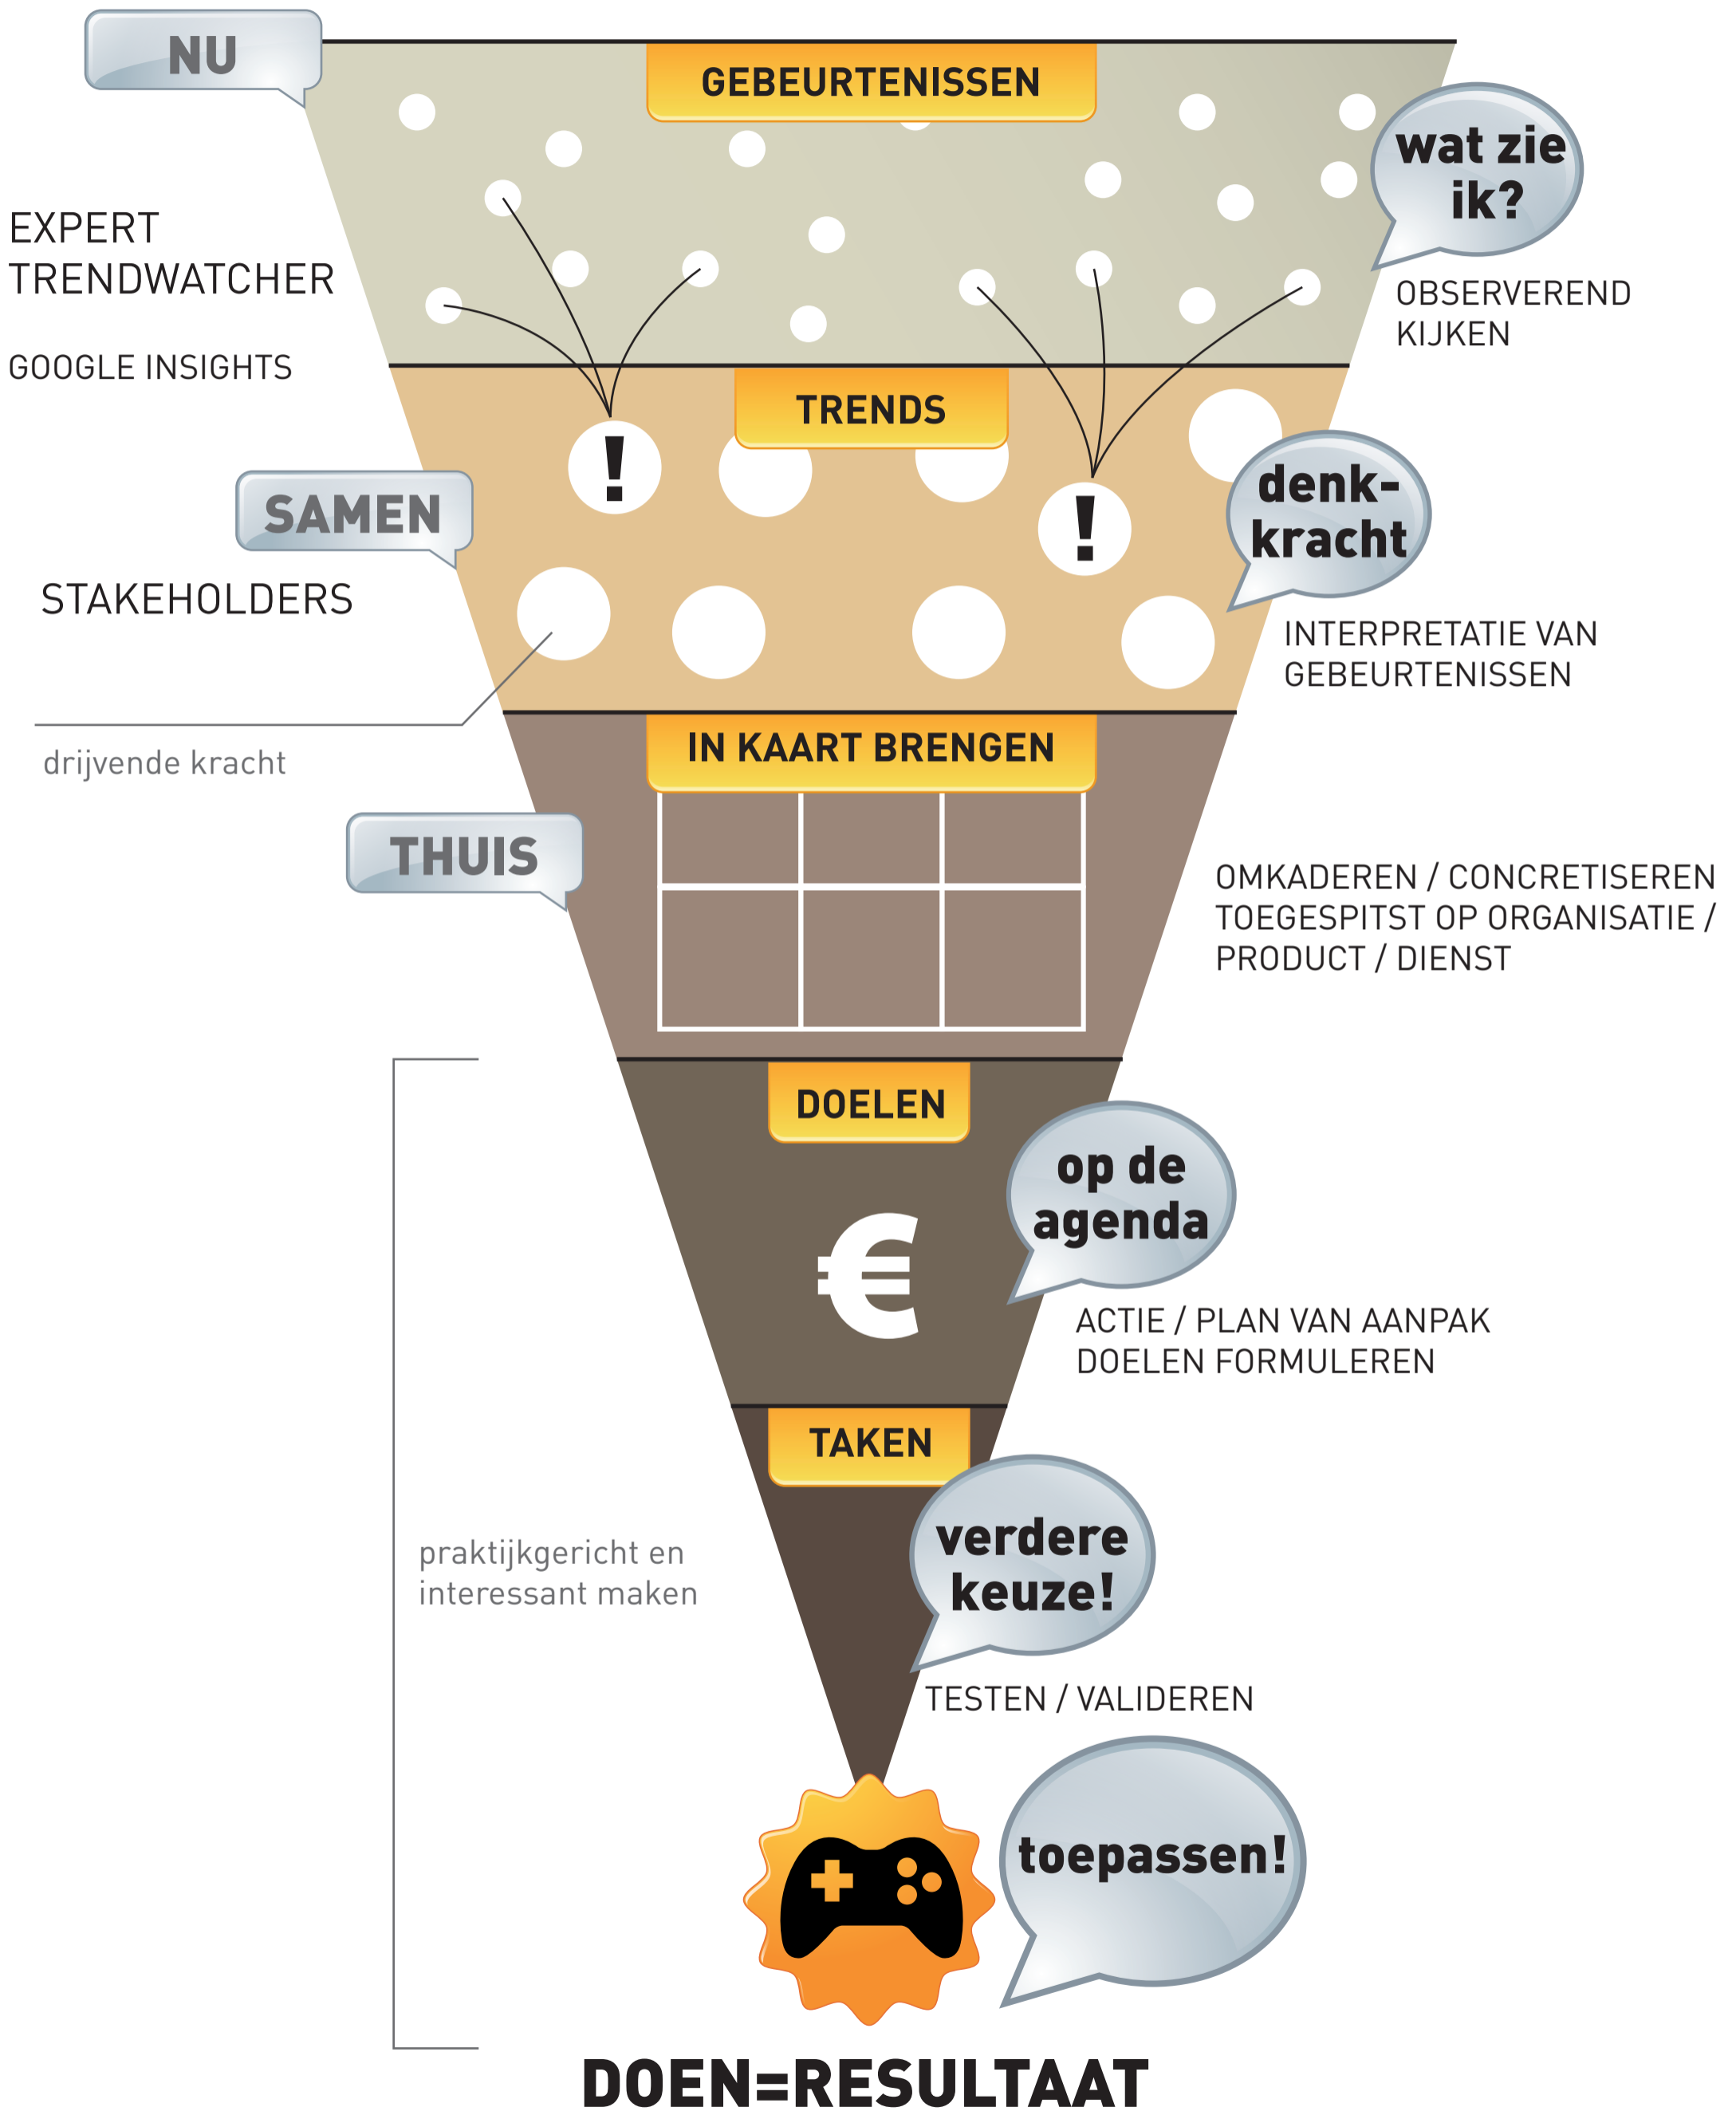 NU
GEBEURTENISSEN
wat zie
ik?
EXPERT
TRENDWATCHER
OBSERVEREND
KIJKEN
GOOGLE INSIGHTS
TRENDS
!
!
denk-
kracht
SAMEN
STAKEHOLDERS
INTERPRETATIE VAN
GEBEURTENISSEN
drijvende kracht
IN KAART BRENGEN
THUIS
OMKADEREN / CONCRETISEREN
TOEGESPITST OP ORGANISATIE /
PRODUCT / DIENST
DOELEN
op de
agenda
€
ACTIE / PLAN VAN AANPAK
DOELEN FORMULEREN
TAKEN
verdere
keuze!
praktijkgericht en
interessant maken
TESTEN / VALIDEREN
toepassen!
DOEN=RESULTAAT